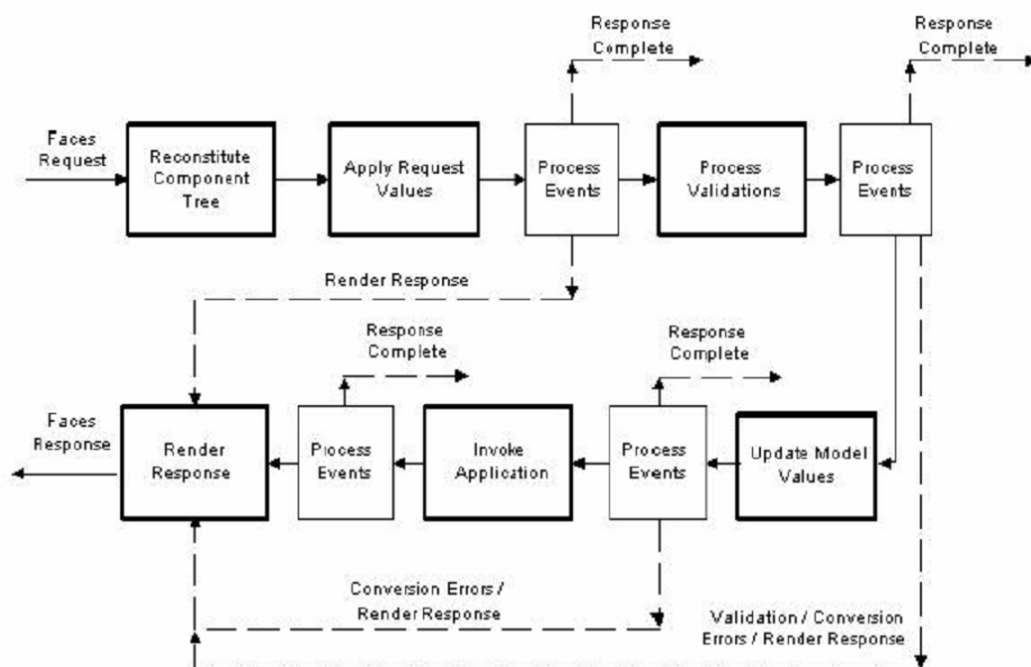 Response
Complete
Response
Complete
Faces
Request
Reconstitute
Component
Tree
Apply Request
Values
Process
Events
Process
Validations
Process
Events
Render Response
Response
Complete
Response
Complete
Faces
Response
Render
Response
Process
Events
Invoke
Application
Process
Events
Update Model
Values
Conversion Errors /
Render Response
Validation / Conversion
Errors / Render Response